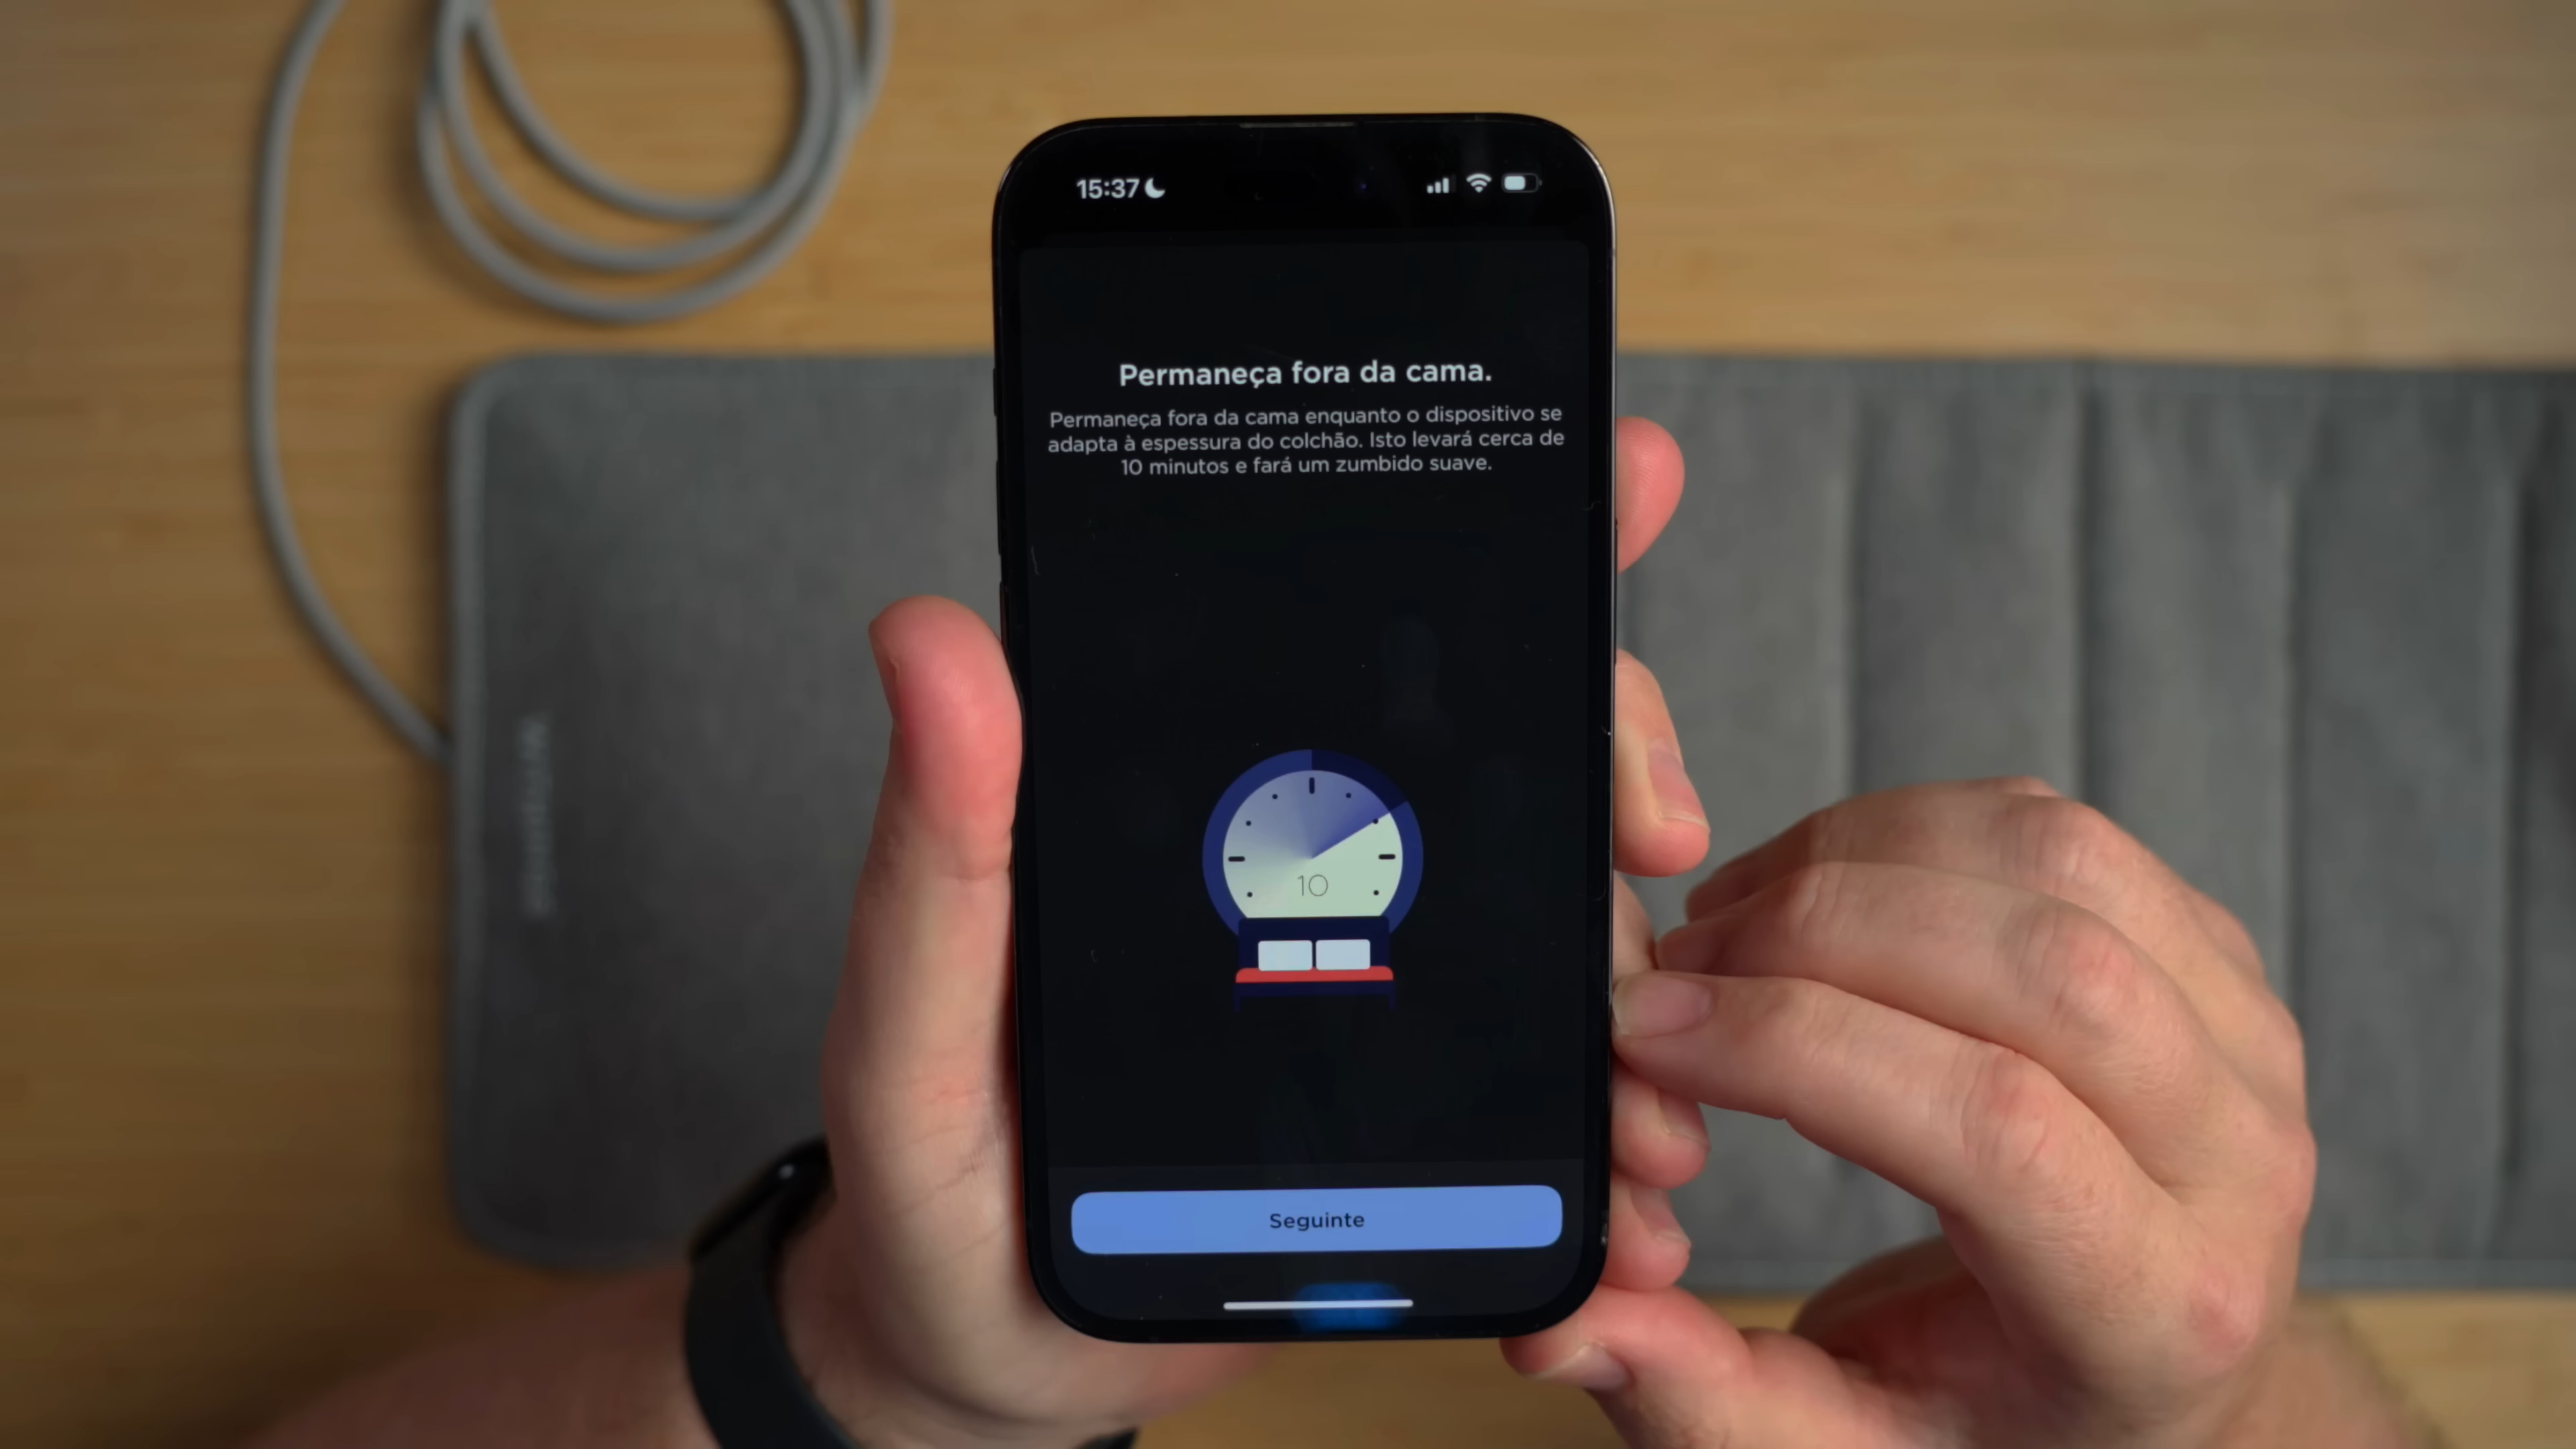 15:37
Permaneça fora da cama.
Permaneça fora da cama enquanto o dispositivo se
adapta à espessura do colchão. Isto levará cerca de
10 minutos e fará um zumbido suave.
10
Seguinte